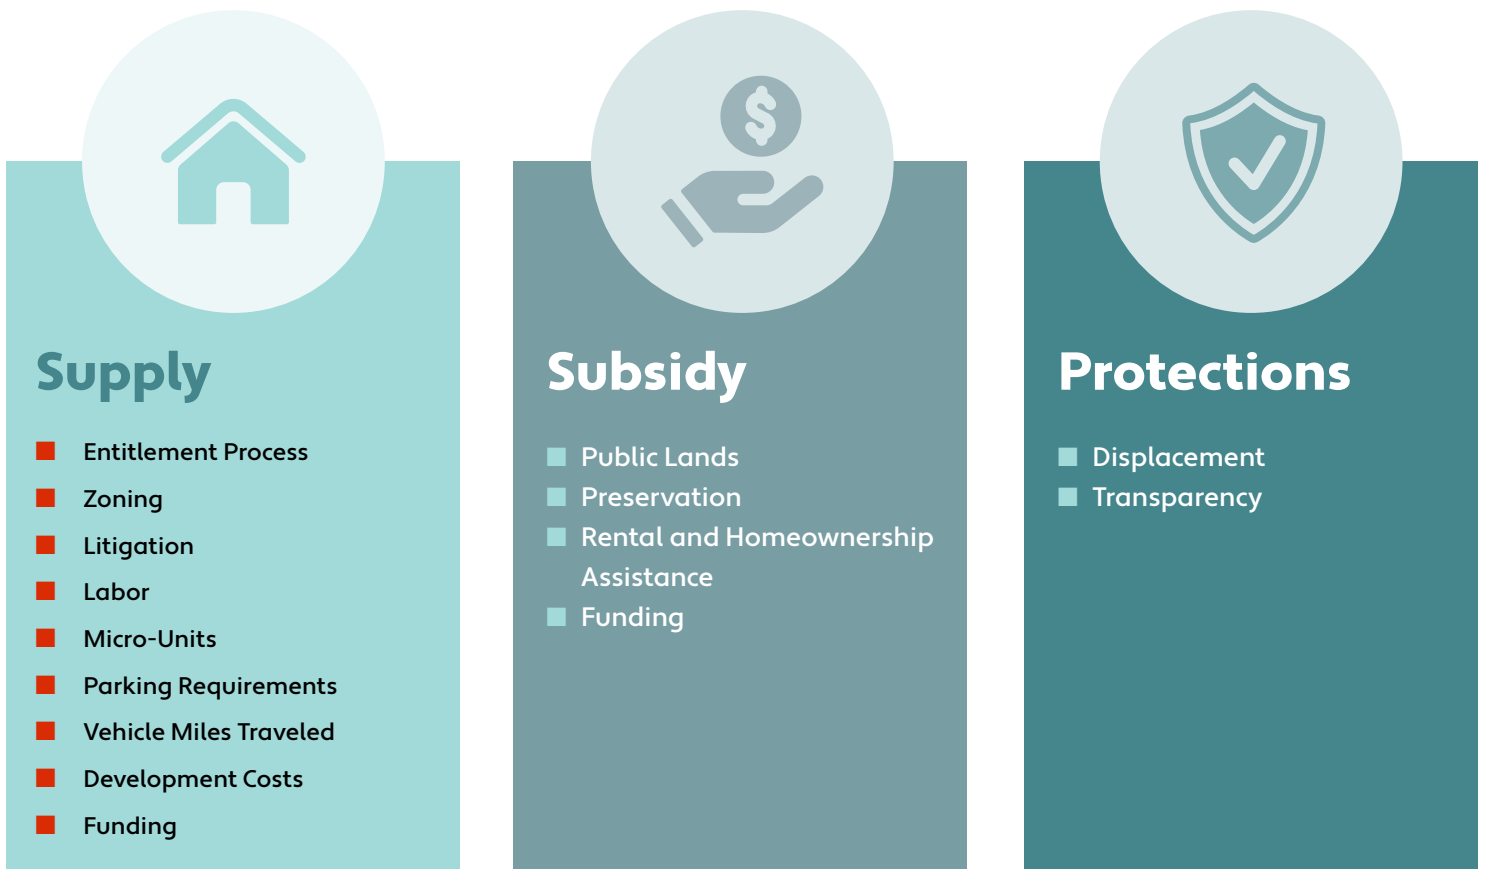 Supply
Entitlement Process
Zoning
Litigation
Labor
Micro-Units
Parking Requirements
Vehicle Miles Traveled
Development Costs
Funding
Subsidy
Public Lands
Preservation
Rental and Homeownership
Assistance
Funding
Protections
Displacement
Transparency